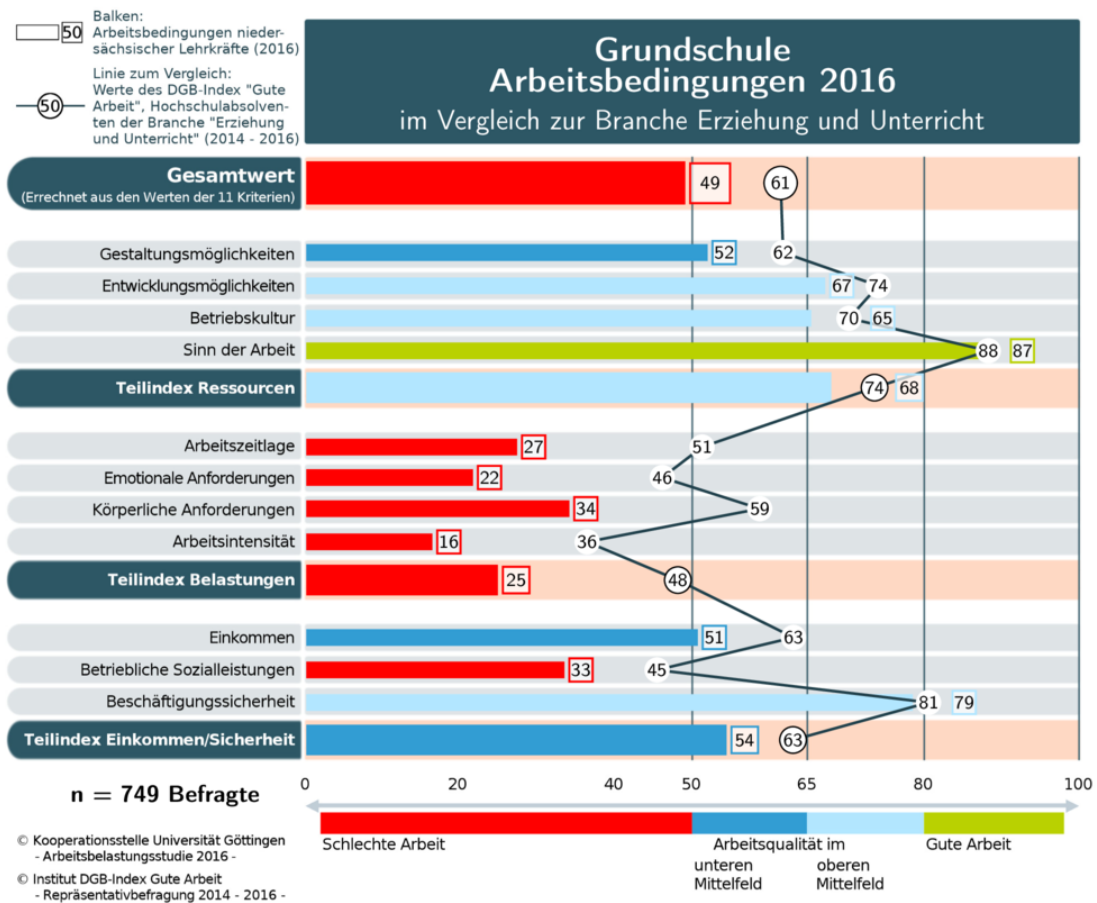 50
Balken:
Arbeitsbedingungen nieder-
sächsischer Lehrkräfte (2016)
50
Linie zum Vergleich:
Werte des DGB-Index "Gute
Arbeit", Hochschulabsolven-
ten der Branche "Erziehung
und Unterricht" (2014 - 2016)
Grundschule
Arbeitsbedingungen 2016
im Vergleich zur Branche Erziehung und Unterricht
Gesamtwert
(Errechnet aus den Werten der 11 Kriterien)
49 61
Gestaltungsmöglichkeiten 52 62
Entwicklungsmöglichkeiten 67 74
Betriebskultur 70 65
Sinn der Arbeit 88 87
Teilindex Ressourcen 74 68
Arbeitszeitlage 27 51
Emotionale Anforderungen 22 46
Körperliche Anforderungen 34 59
Arbeitsintensität 16 36
Teilindex Belastungen 25 48
Einkommen 51 63
Betriebliche Sozialleistungen 33 45
Beschäftigungssicherheit 81 79
Teilindex Einkommen/Sicherheit 54 63
0 20 40 50 65 80 100
n = 749 Befragte
Schlechte Arbeit
Arbeitsqualität im
unteren
Mittelfeld
oberen
Mittelfeld
Gute Arbeit
© Kooperationsstelle Universität Göttingen
- Arbeitsbelastungsstudie 2016 -
© Institut DGB-Index Gute Arbeit
- Repräsentativbefragung 2014 - 2016 -